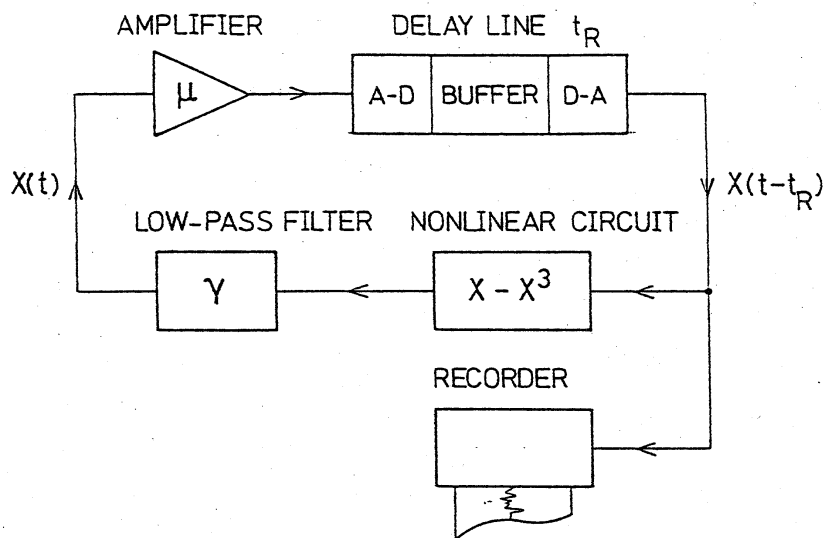 AMPLIFIER
DELAY LINE t_R
μ
A-D
BUFFER
D-A
X(t)
X(t-t_R)
LOW-PASS FILTER
NONLINEAR CIRCUIT
γ
X - X³
RECORDER